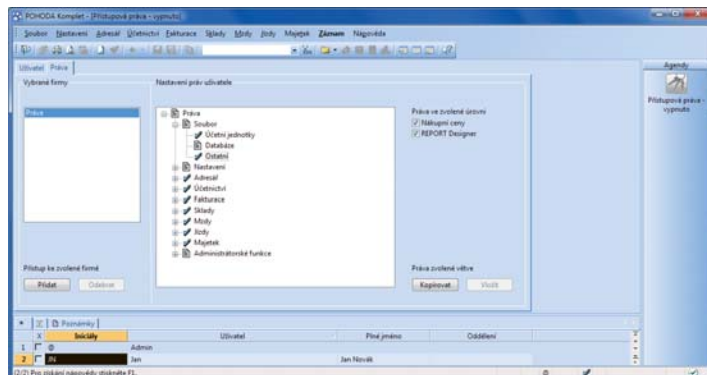 POHODA Komplet - [Přístupová práva - vypnuto]
Soubor Nastavení Adresář Účetnictví Fakturace Sklady Mzdy Jízdy Majetek Záznam Nápověda
Uživatel Práva
Agendy
Přístupová práva - vypnuto
Vybrané firmy
Práva
Nastavení práv uživatele
Práva
Soubor
Účetní jednotky
Databáze
Ostatní
Nastavení
Adresář
Účetnictví
Fakturace
Sklady
Mzdy
Jízdy
Majetek
Administrátorské funkce
Práva ve zvolené úrovni
Nákupní ceny
REPORT Designer
Přístup ke zvolené firmě
Přidat Odebrat
Práva zvolené větve
Kopírovat Vložit
Poznámky
X Iniciály Uživatel Plné jméno Oddělení
1 @ Admin
2 JN Jan Jan Novák
(2/2) Pro získání nápovědy stiskněte F1.
@